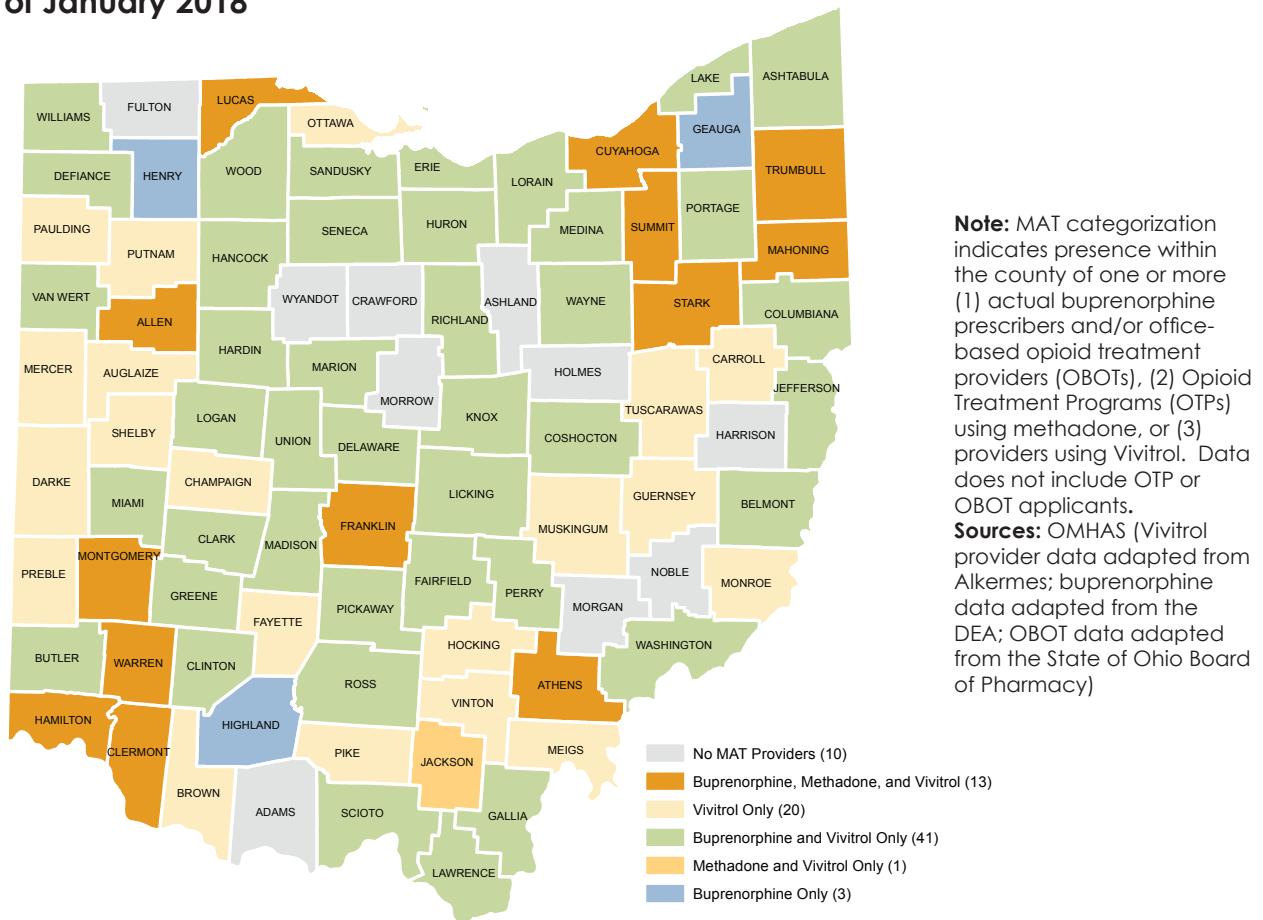 of January 2018
LAKE
ASHTABULA
LUCAS
FULTON
WILLIAMS
OTTAWA
GEAUGA
CUYAHOGA
TRUMBULL
DEFIANCE
HENRY
WOOD
SANDUSKY
ERIE
LORAIN
PORTAGE
PAULDING
PUTNAM
HANCOCK
SENECA
HURON
MEDINA
SUMMIT
MAHONING
VAN WERT
ALLEN
WYANDOT
CRAWFORD
RICHLAND
ASHLAND
WAYNE
STARK
COLUMBIANA
MERCER
AUGLAIZE
HARDIN
MARION
MORROW
HOLMES
CARROLL
JEFFERSON
SHELBY
LOGAN
UNION
DELAWARE
KNOX
COSHOCTON
TUSCARAWAS
HARRISON
DARKE
MIAMI
CHAMPAIGN
LICKING
GUERNSEY
BELMONT
CLARK
MADISON
FRANKLIN
MUSKINGUM
PREBLE
MONTGOMERY
GREENE
FAYETTE
PICKAWAY
FAIRFIELD
PERRY
MORGAN
NOBLE
MONROE
BUTLER
WARREN
CLINTON
ROSS
HOCKING
ATHENS
WASHINGTON
HAMILTON
CLERMONT
HIGHLAND
VINTON
BROWN
ADAMS
PIKE
JACKSON
MEIGS
SCIOTO
GALLIA
LAWRENCE
Note: MAT categorization
indicates presence within
the county of one or more
(1) actual buprenorphine
prescribers and/or office-
based opioid treatment
providers (OBOTs), (2) Opioid
Treatment Programs (OTPs)
using methadone, or (3)
providers using Vivitrol.  Data
does not include OTP or
OBOT applicants.
Sources: OMHAS (Vivitrol
provider data adapted from
Alkermes; buprenorphine
data adapted from the
DEA; OBOT data adapted
from the State of Ohio Board
of Pharmacy)
No MAT Providers (10)
Buprenorphine, Methadone, and Vivitrol (13)
Vivitrol Only (20)
Buprenorphine and Vivitrol Only (41)
Methadone and Vivitrol Only (1)
Buprenorphine Only (3)